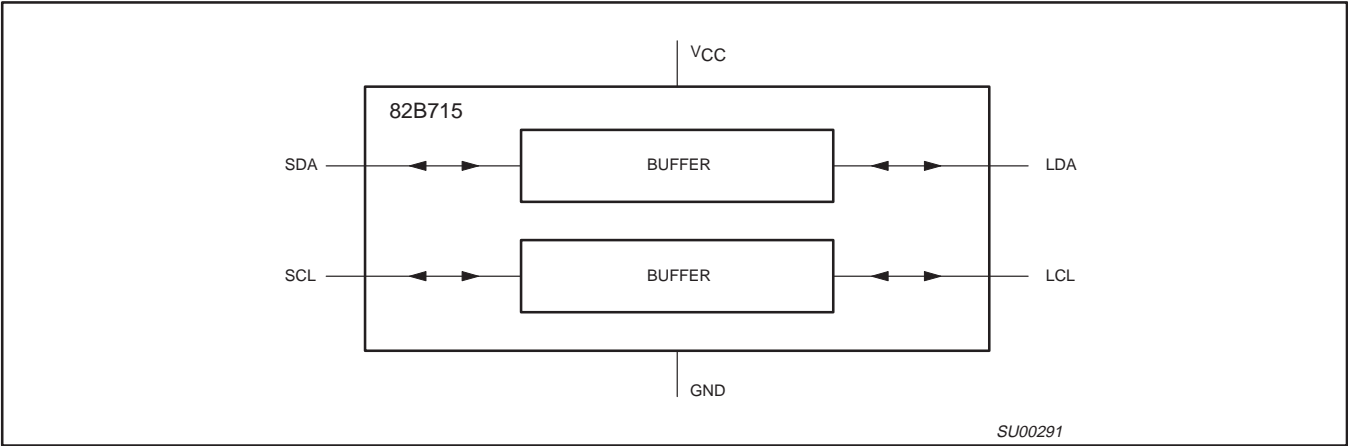 VCC
82B715
SDA
BUFFER
LDA
SCL
BUFFER
LCL
GND
SU00291